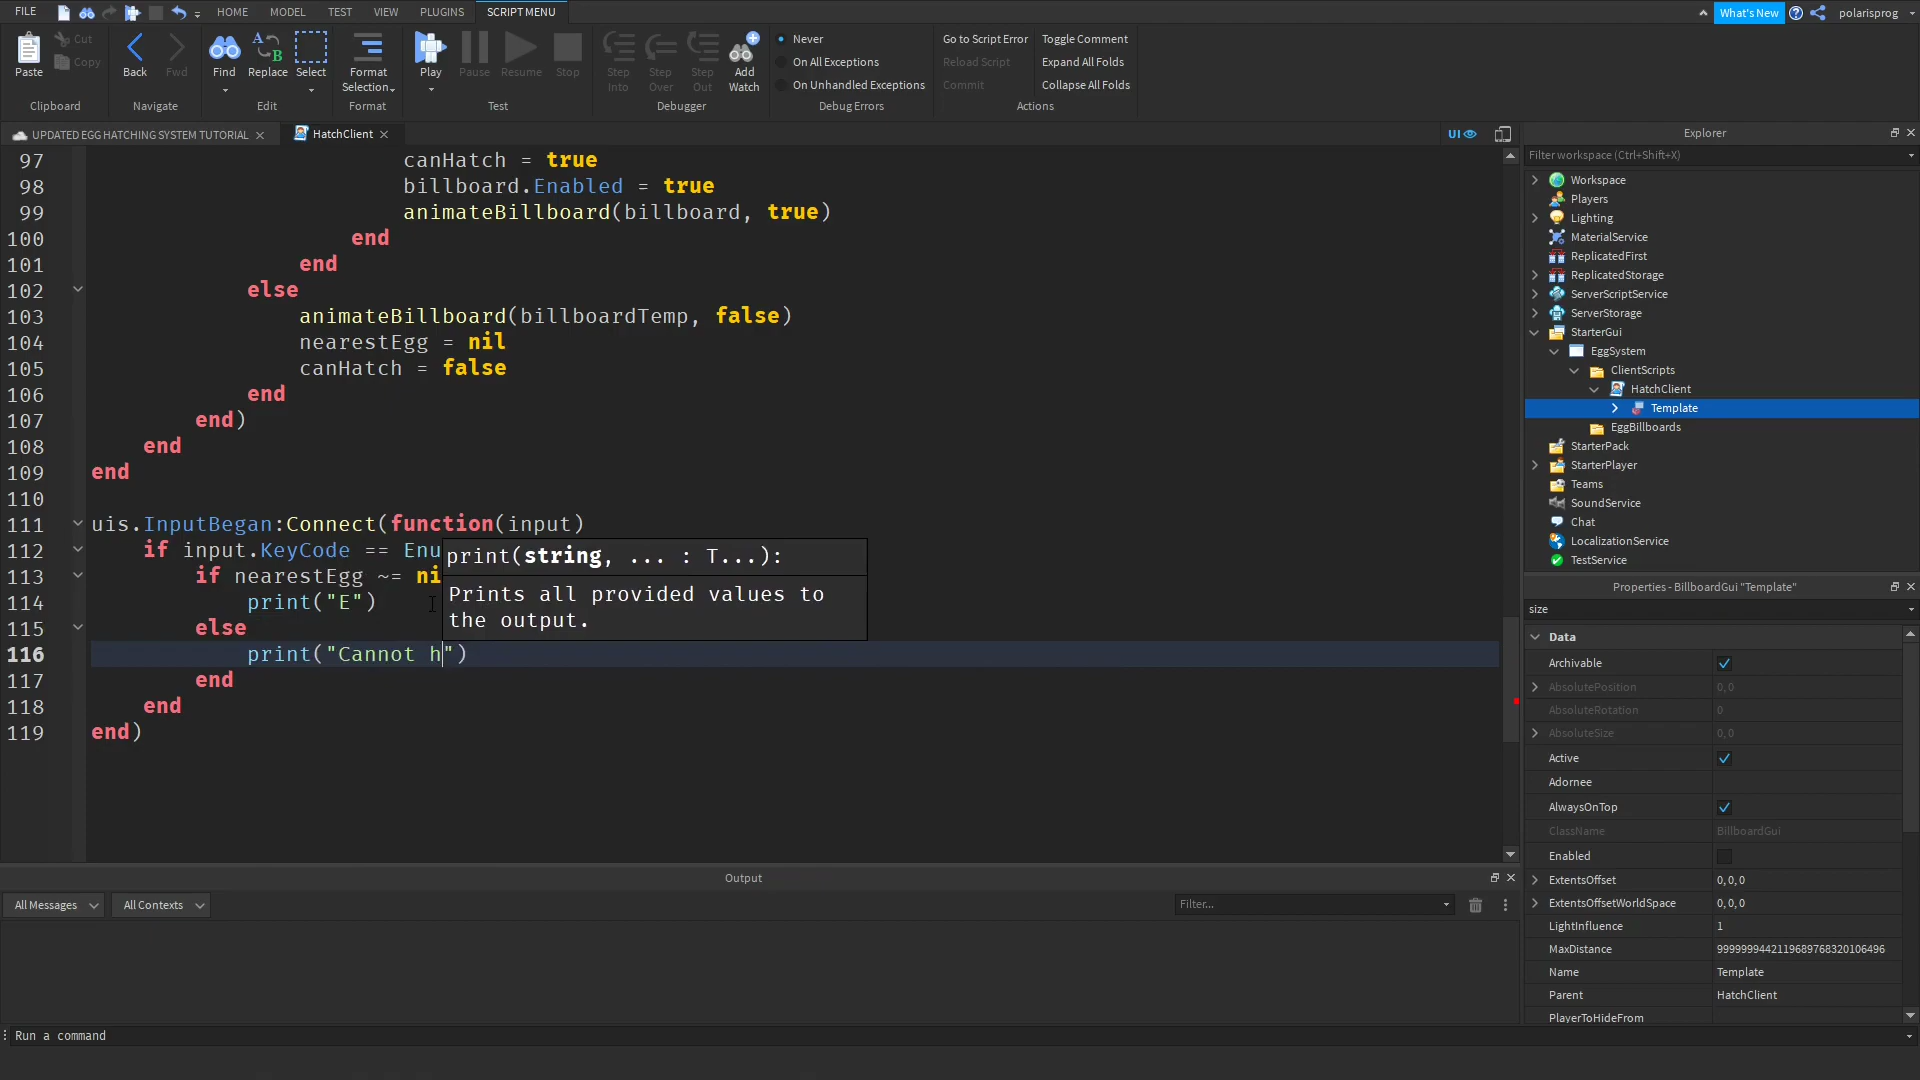 FILE HOME MODEL TEST VIEW PLUGINS SCRIPT MENU What's New polarisprog
Paste Cut Copy Back Fwd Find Replace Select Format Selection Play Pause Resume Stop Step Into Step Over Step Out Add Watch
Never
On All Exceptions
On Unhandled Exceptions
Go to Script Error Toggle Comment
Reload Script Expand All Folds
Commit Collapse All Folds
Clipboard Navigate Edit Format Test Debugger Debug Errors Actions
UPDATED EGG HATCHING SYSTEM TUTORIAL HatchClient UI
97 canHatch = true
98 billboard.Enabled = true
99 animateBillboard(billboard, true)
100 end
101 end
102 else
103 animateBillboard(billboardTemp, false)
104 nearestEgg = nil
105 canHatch = false
106 end
107 end)
108 end
109 end
110
111 uis.InputBegan:Connect(function(input)
112 if input.KeyCode == Enu
113 if nearestEgg ~= ni
114 print("E")
115 else
116 print("Cannot h")
117 end
118 end
119 end)
print(string, ... : T...):
Prints all provided values to
the output.
Output
All Messages All Contexts Filter...
Run a command
Explorer
Filter workspace (Ctrl+Shift+X)
Workspace
Players
Lighting
MaterialService
ReplicatedFirst
ReplicatedStorage
ServerScriptService
ServerStorage
StarterGui
EggSystem
ClientScripts
HatchClient
Template
EggBillboards
StarterPack
StarterPlayer
Teams
SoundService
Chat
LocalizationService
TestService
Properties - BillboardGui "Template"
size
Data
Archivable
AbsolutePosition 0, 0
AbsoluteRotation 0
AbsoluteSize 0, 0
Active
Adornee
AlwaysOnTop
ClassName BillboardGui
Enabled
ExtentsOffset 0, 0, 0
ExtentsOffsetWorldSpace 0, 0, 0
LightInfluence 1
MaxDistance 9999999442119689768320106496
Name Template
Parent HatchClient
PlayerToHideFrom